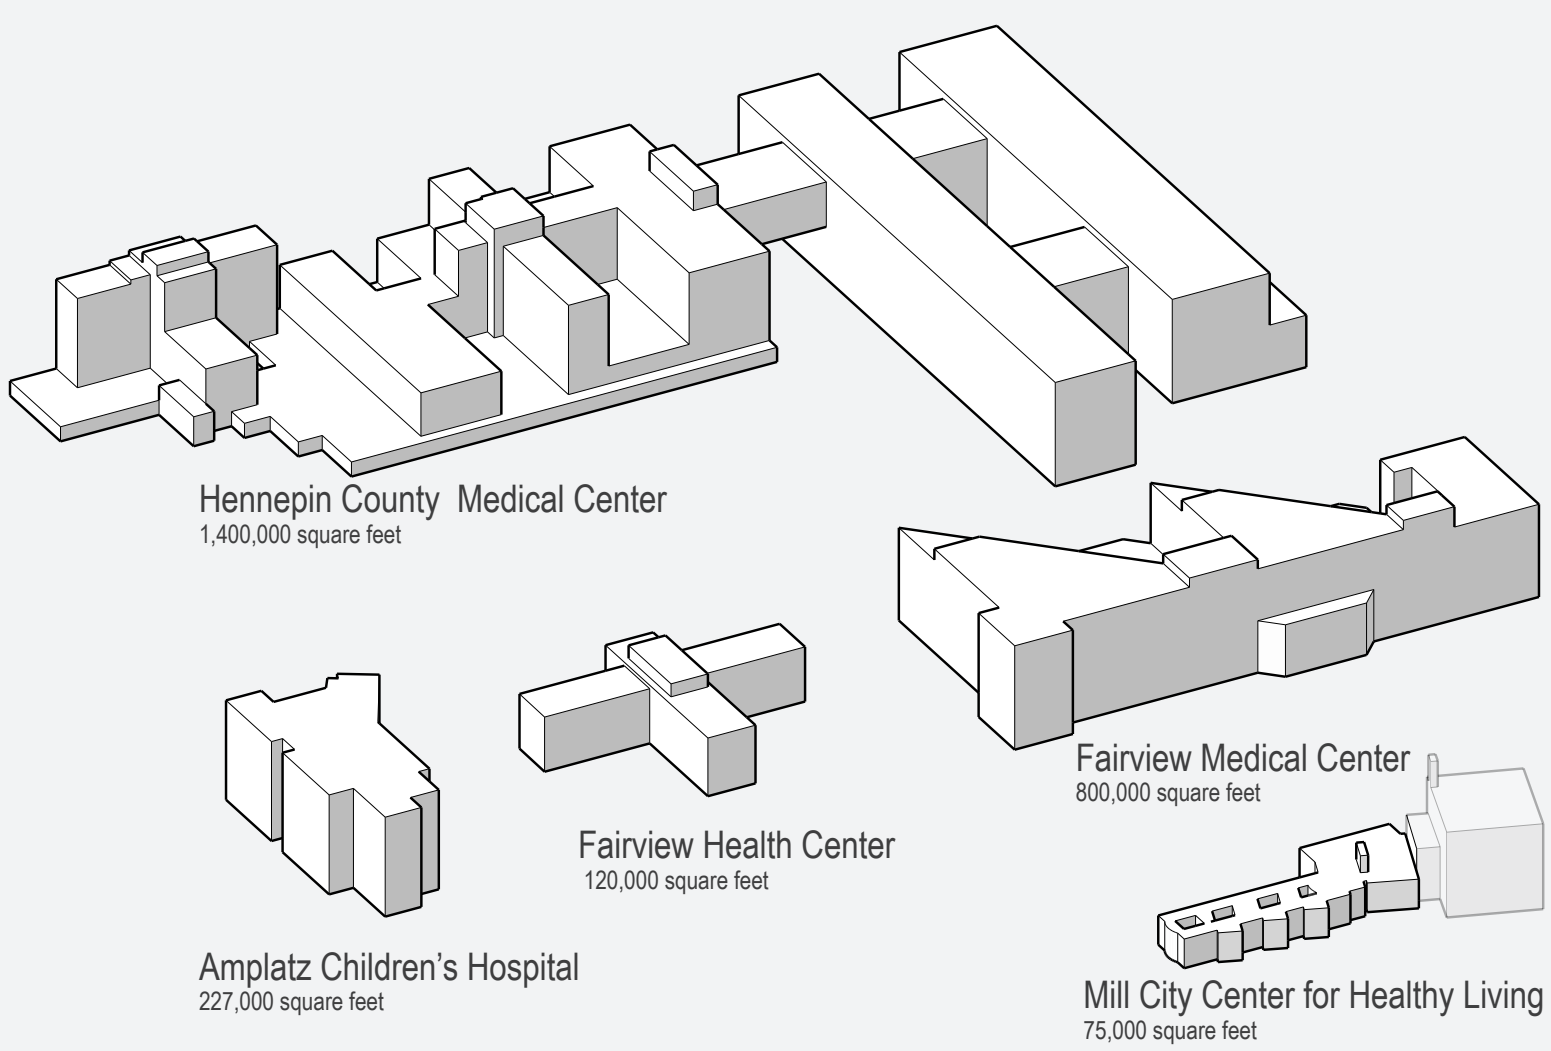 Hennepin County  Medical Center
1,400,000 square feet
Fairview Medical Center
800,000 square feet
Fairview Health Center
120,000 square feet
Amplatz Children’s Hospital
227,000 square feet
Mill City Center for Healthy Living
75,000 square feet